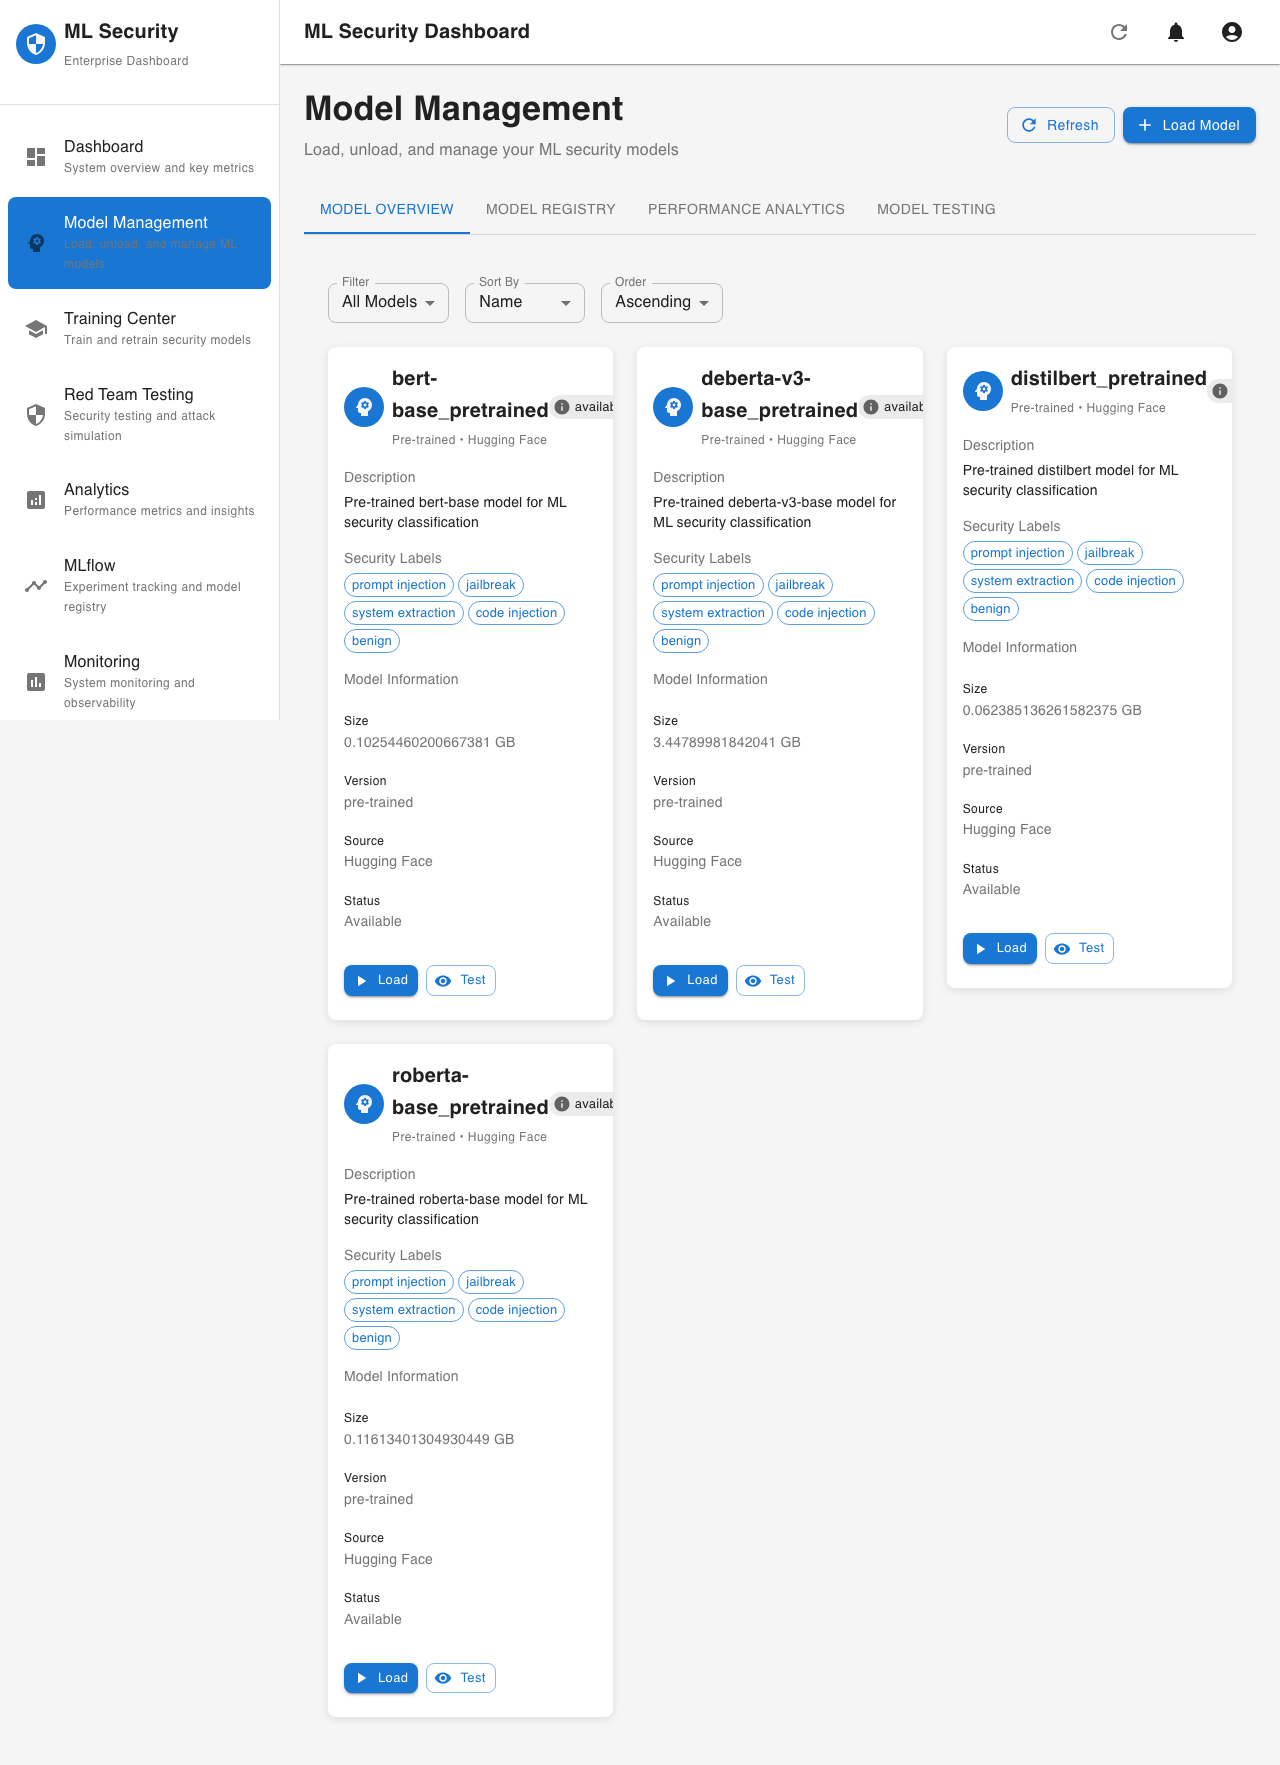 ML Security
Enterprise Dashboard
Dashboard
System overview and key metrics
Model Management
Load, unload, and manage ML
models
Training Center
Train and retrain security models
Red Team Testing
Security testing and attack
simulation
Analytics
Performance metrics and insights
MLflow
Experiment tracking and model
registry
Monitoring
System monitoring and
observability
ML Security Dashboard
Model Management
Load, unload, and manage your ML security models
Refresh
Load Model
MODEL OVERVIEW
MODEL REGISTRY
PERFORMANCE ANALYTICS
MODEL TESTING
Filter
All Models
Sort By
Name
Order
Ascending
bert-
base_pretrained
availab
Pre-trained • Hugging Face
Description
Pre-trained bert-base model for ML
security classification
Security Labels
prompt injection
jailbreak
system extraction
code injection
benign
Model Information
Size
0.10254460200667381 GB
Version
pre-trained
Source
Hugging Face
Status
Available
Load
Test
deberta-v3-
base_pretrained
availab
Pre-trained • Hugging Face
Description
Pre-trained deberta-v3-base model for
ML security classification
Security Labels
prompt injection
jailbreak
system extraction
code injection
benign
Model Information
Size
3.44789981842041 GB
Version
pre-trained
Source
Hugging Face
Status
Available
Load
Test
distilbert_pretrained
Pre-trained • Hugging Face
Description
Pre-trained distilbert model for ML
security classification
Security Labels
prompt injection
jailbreak
system extraction
code injection
benign
Model Information
Size
0.062385136261582375 GB
Version
pre-trained
Source
Hugging Face
Status
Available
Load
Test
roberta-
base_pretrained
availab
Pre-trained • Hugging Face
Description
Pre-trained roberta-base model for ML
security classification
Security Labels
prompt injection
jailbreak
system extraction
code injection
benign
Model Information
Size
0.11613401304930449 GB
Version
pre-trained
Source
Hugging Face
Status
Available
Load
Test